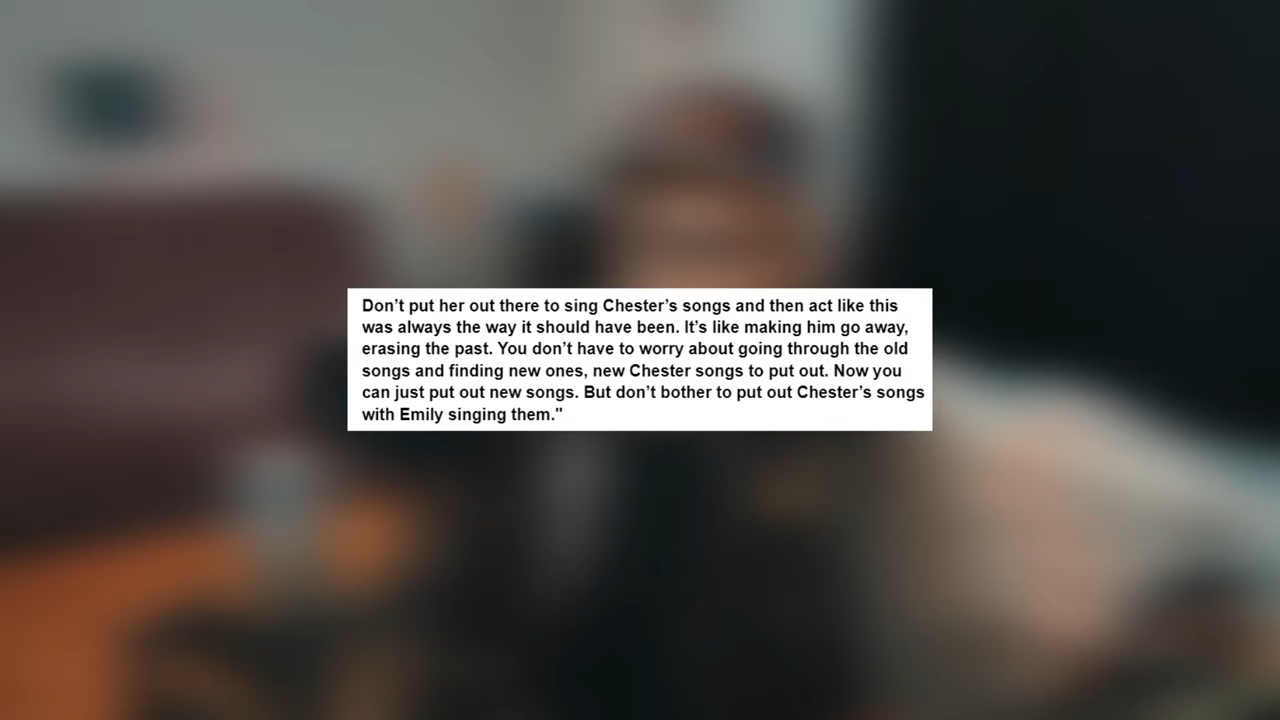 Don’t put her out there to sing Chester’s songs and then act like this
was always the way it should have been. It’s like making him go away,
erasing the past. You don’t have to worry about going through the old
songs and finding new ones, new Chester songs to put out. Now you
can just put out new songs. But don’t bother to put out Chester’s songs
with Emily singing them."